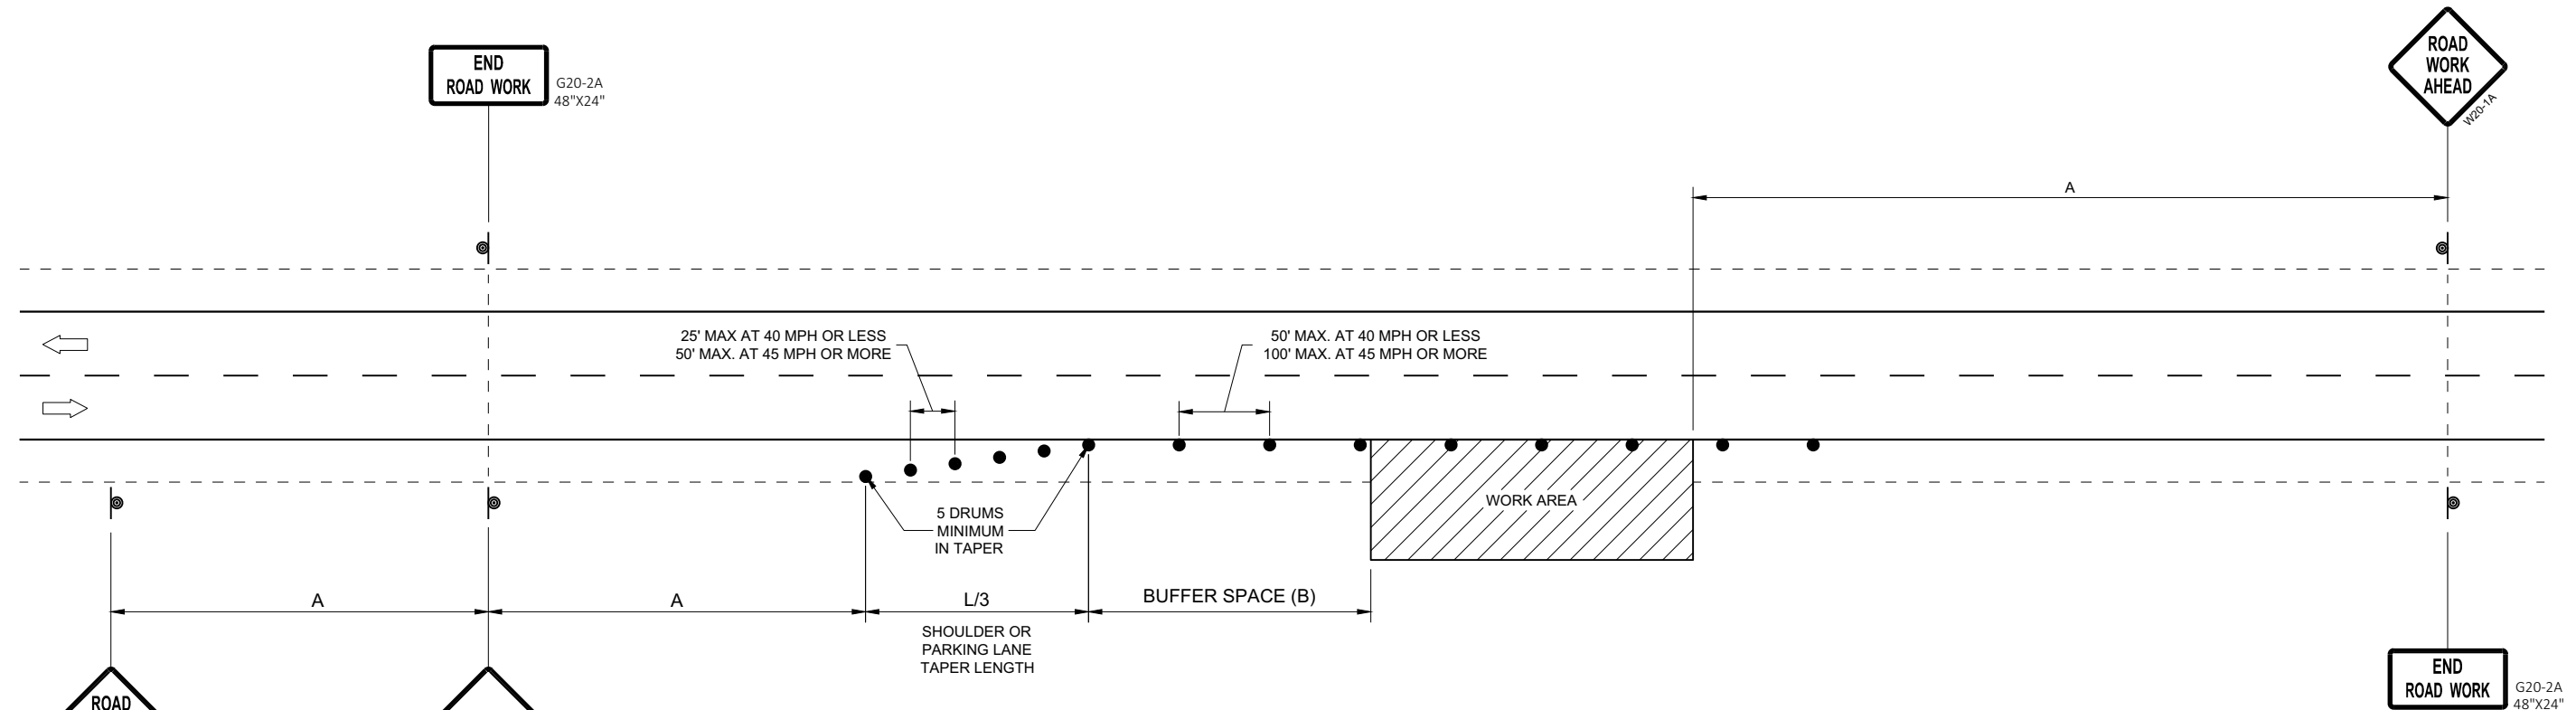 END
ROAD WORK
G20-2A
48"X24"
ROAD
WORK
AHEAD
W20-1A
A
25' MAX AT 40 MPH OR LESS
50' MAX. AT 45 MPH OR MORE
50' MAX. AT 40 MPH OR LESS
100' MAX. AT 45 MPH OR MORE
5 DRUMS
MINIMUM
IN TAPER
WORK AREA
A
A
L/3
BUFFER SPACE (B)
SHOULDER OR
PARKING LANE
TAPER LENGTH
ROAD
END
ROAD WORK
G20-2A
48"X24"